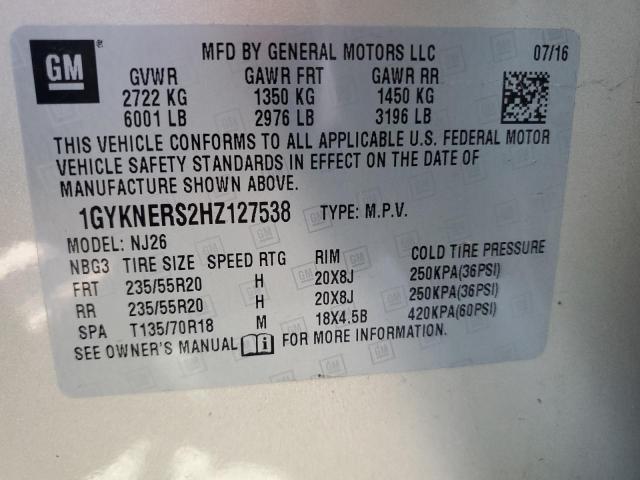 GM ®
MFD BY GENERAL MOTORS LLC 07/16
GVWR GAWR FRT GAWR RR
2722 KG 1350 KG 1450 KG
6001 LB 2976 LB 3196 LB
THIS VEHICLE CONFORMS TO ALL APPLICABLE U.S. FEDERAL MOTOR
VEHICLE SAFETY STANDARDS IN EFFECT ON THE DATE OF
MANUFACTURE SHOWN ABOVE.
1GYKNERS2HZ127538 TYPE: M.P.V.
MODEL: NJ26
NBG3 TIRE SIZE SPEED RTG RIM COLD TIRE PRESSURE
FRT 235/55R20 H 20X8J 250KPA(36PSI)
RR 235/55R20 H 20X8J 250KPA(36PSI)
SPA T135/70R18 M 18X4.5B 420KPA(60PSI)
SEE OWNER'S MANUAL FOR MORE INFORMATION.